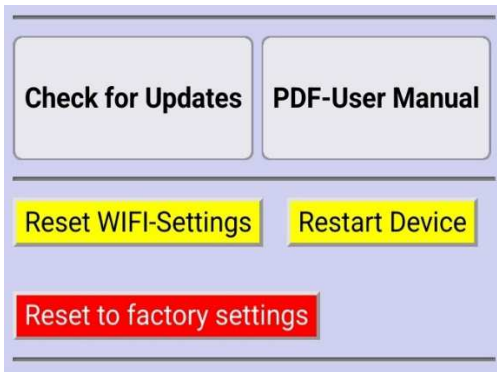 Check for Updates
PDF-User Manual
Reset WIFI-Settings
Restart Device
Reset to factory settings